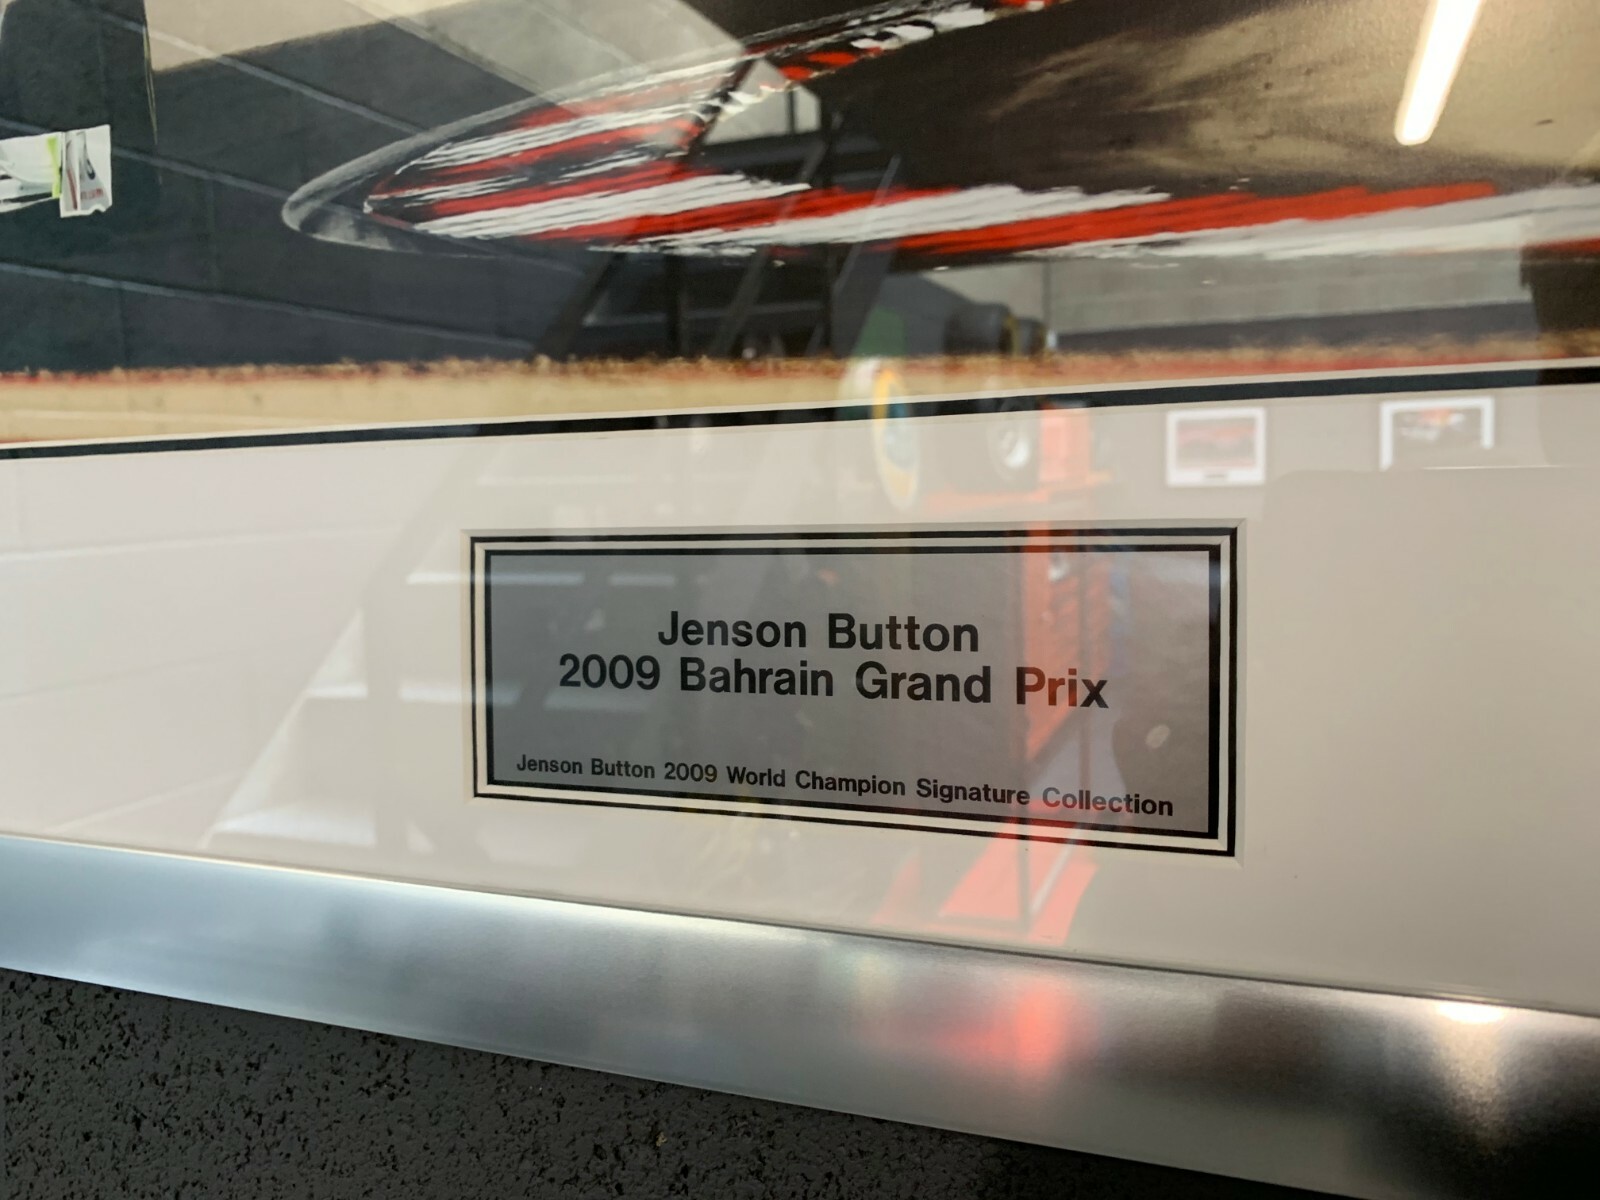 Jenson Button
2009 Bahrain Grand Prix
Jenson Button 2009 World Champion Signature Collection